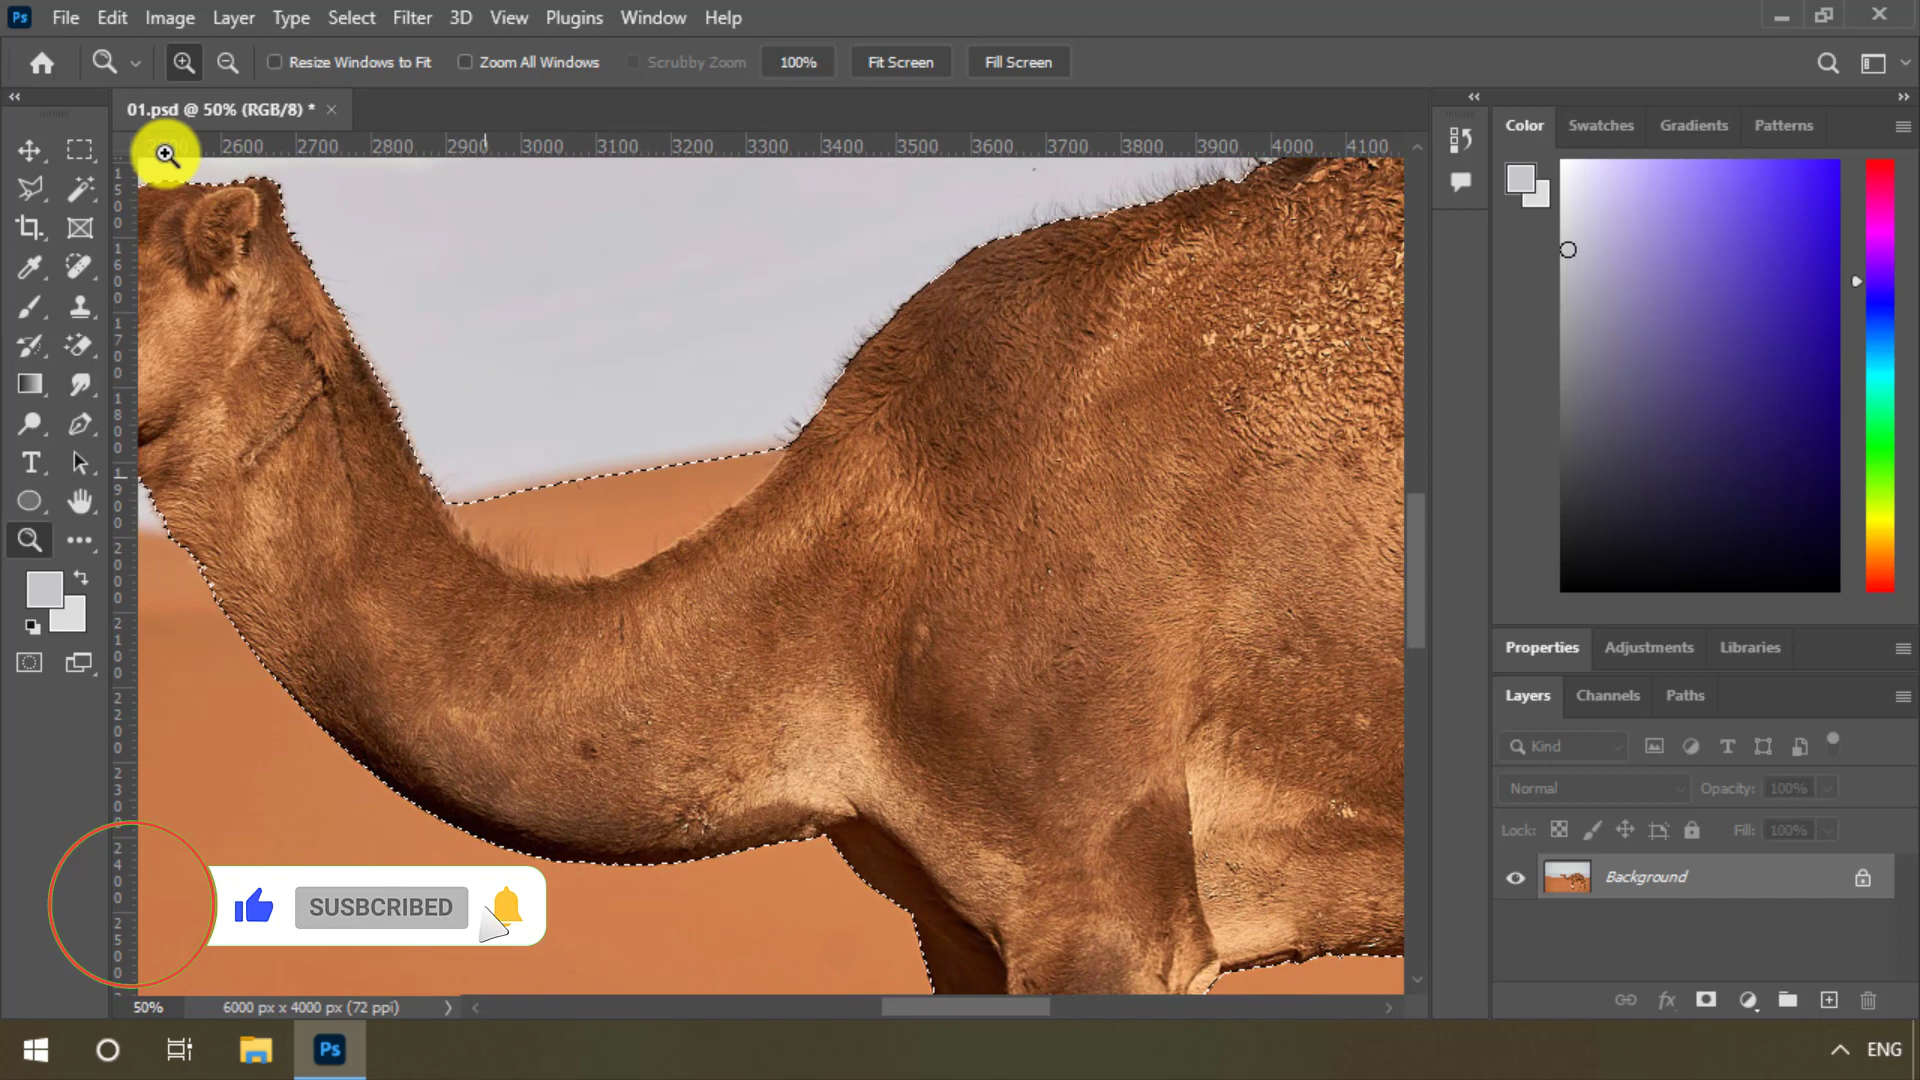 Ps File Edit Image Layer Type Select Filter 3D View Plugins Window Help
Resize Windows to Fit Zoom All Windows Scrubby Zoom 100% Fit Screen Fill Screen
01.psd @ 50% (RGB/8) *
2600 2700 2800 2900 3000 3100 3200 3300 3400 3500 3600 3700 3800 3900 4000 4100
Color Swatches Gradients Patterns
Properties Adjustments Libraries
Layers Channels Paths
Kind
Normal Opacity: 100%
Lock: Fill: 100%
Background
fx
SUSBCRIBED
50% 6000 px x 4000 px (72 ppi)
Ps ENG